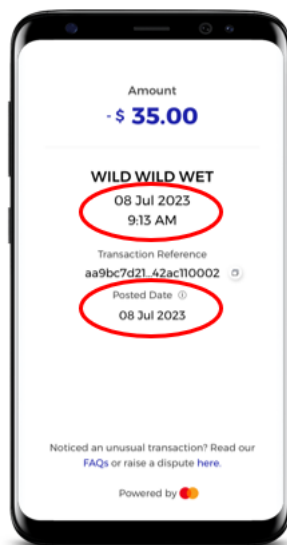 Amount
- $ 35.00
WILD WILD WET
08 Jul 2023
9:13 AM
Transaction Reference
aa9bc7d21...42ac110002
Posted Date ⓘ
08 Jul 2023
Noticed an unusual transaction? Read our
FAQs or raise a dispute here.
Powered by